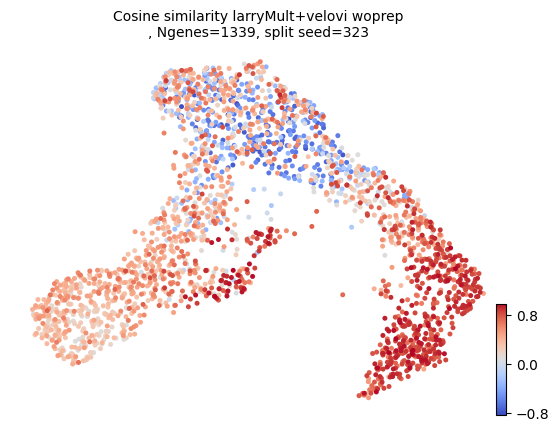 Cosine similarity larryMult+velovi woprep
, Ngenes=1339, split seed=323
0.8
0.0
−0.8